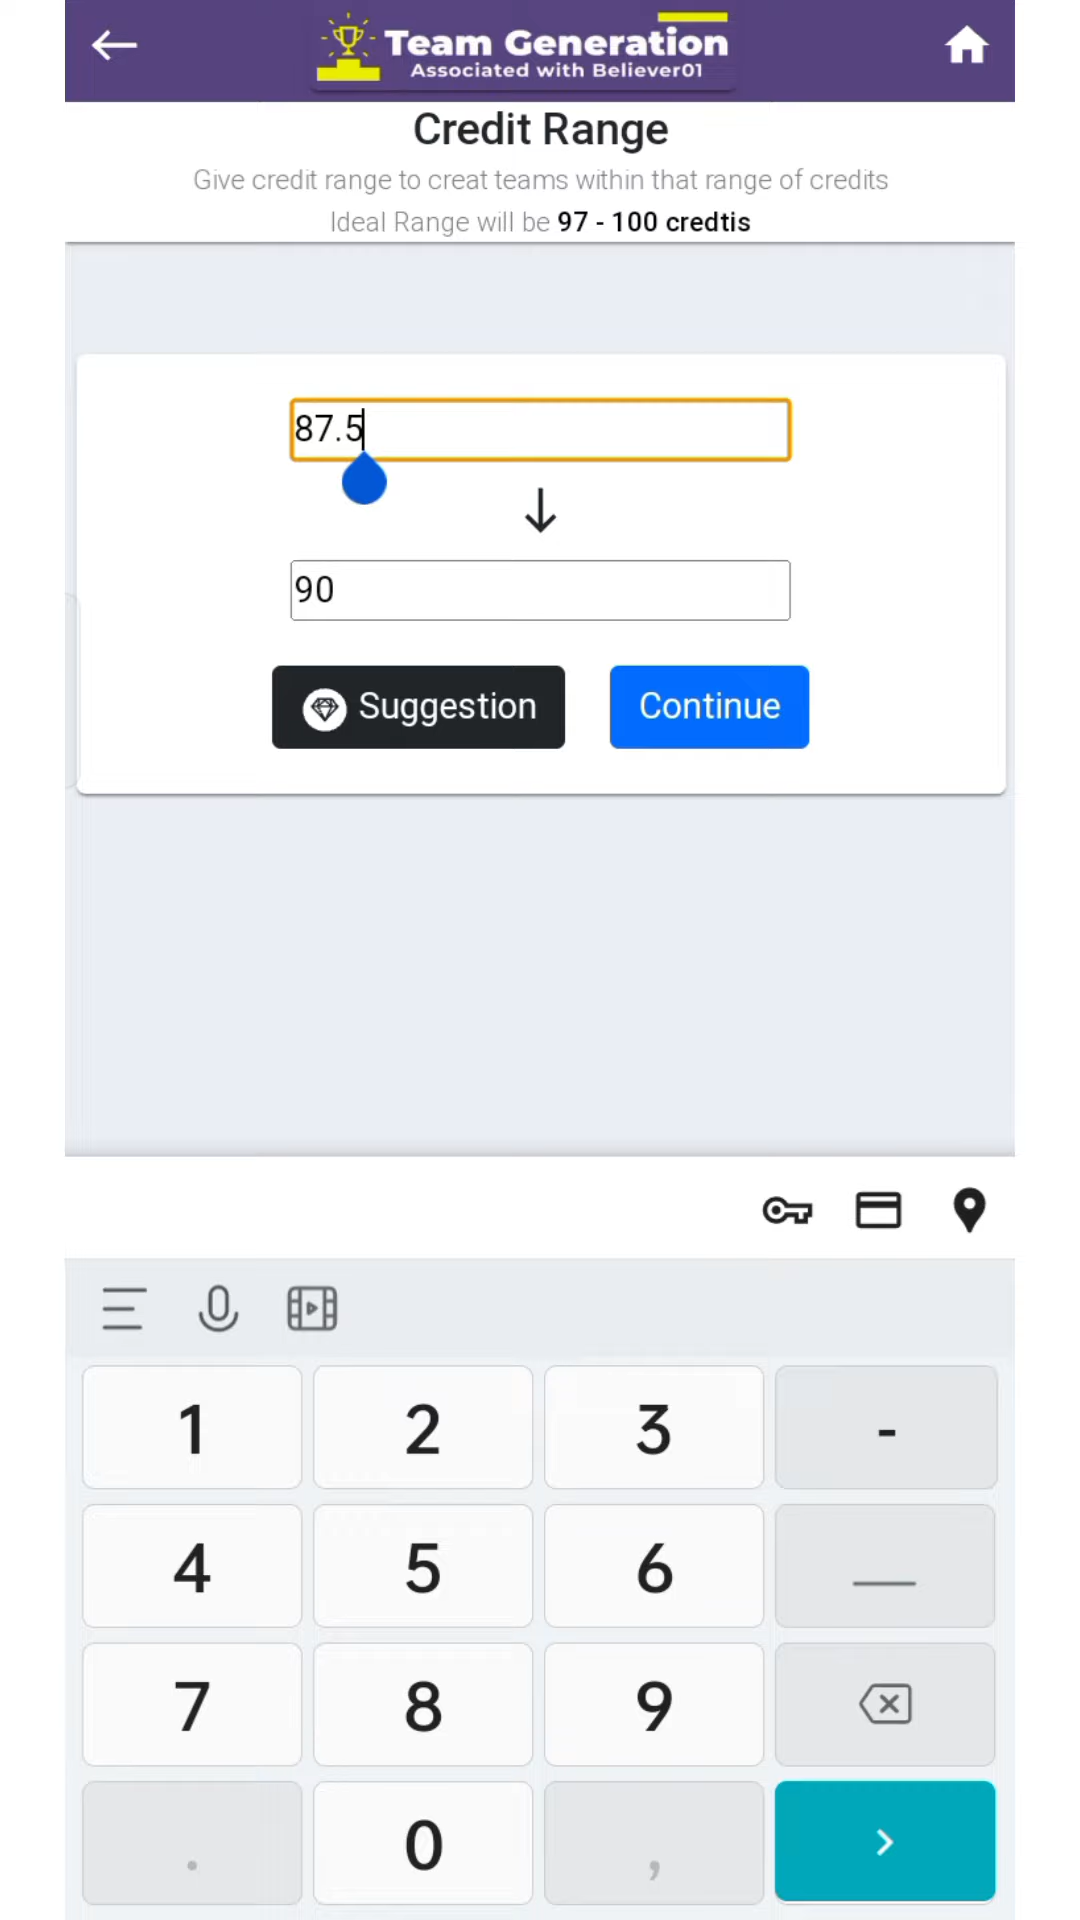 Team Generation
Associated with Believer01
Credit Range
Give credit range to creat teams within that range of credits
Ideal Range will be 97 - 100 credtis
87.5
90
Suggestion
Continue
1 2 3 -
4 5 6
7 8 9
. 0 ,